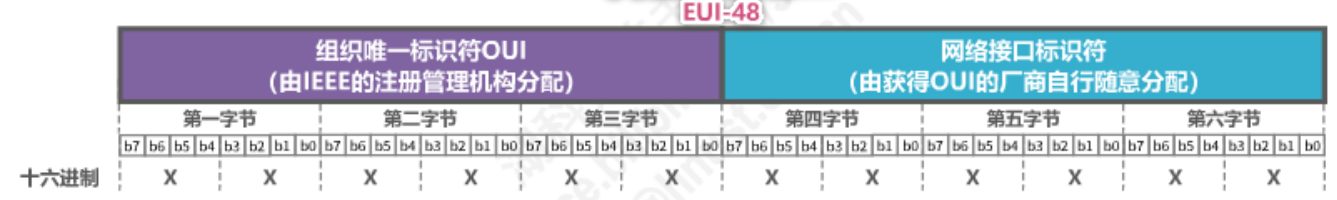 EUI-48
组织唯一标识符OUI 网络接口标识符
(由IEEE的注册管理机构分配) (由获得OUI的厂商自行随意分配)
第一字节 第二字节 第三字节 第四字节 第五字节 第六字节
b7 b6 b5 b4 b3 b2 b1 b0 b7 b6 b5 b4 b3 b2 b1 b0 b7 b6 b5 b4 b3 b2 b1 b0 b7 b6 b5 b4 b3 b2 b1 b0 b7 b6 b5 b4 b3 b2 b1 b0 b7 b6 b5 b4 b3 b2 b1 b0
十六进制 X X X X X X X X X X X X